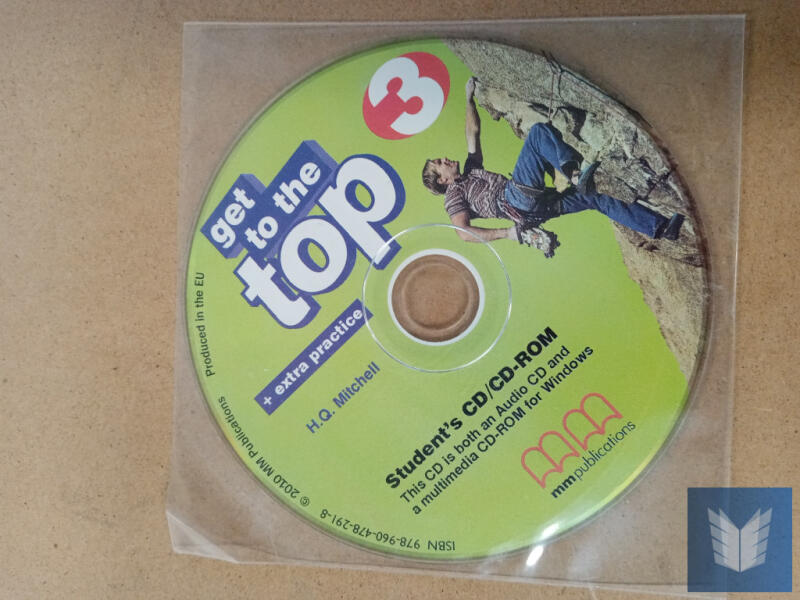 3
get
to the
top
+ extra practice
H.Q. Mitchell
Student's CD/CD-ROM
This CD is both an Audio CD and
a multimedia CD-ROM for Windows
mmpublications
Produced in the EU
© 2010 MM Publications
ISBN 978-960-478-291-8